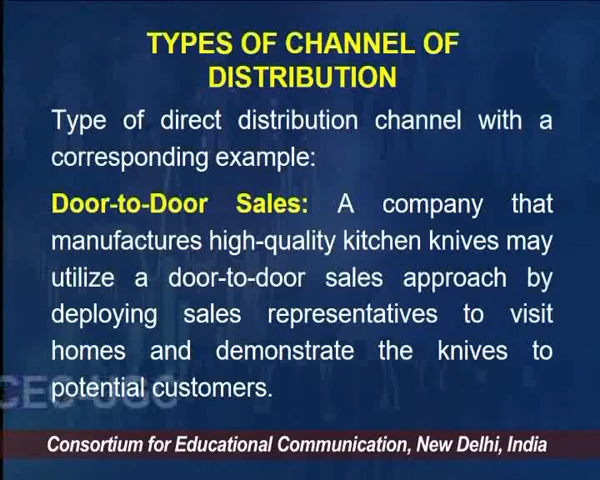 TYPES OF CHANNEL OF
DISTRIBUTION
Type of direct distribution channel with a
corresponding example:
Door-to-Door Sales: A company that
manufactures high-quality kitchen knives may
utilize a door-to-door sales approach by
deploying sales representatives to visit
homes and demonstrate the knives to
potential customers.
CEC-UGC
Consortium for Educational Communication, New Delhi, India